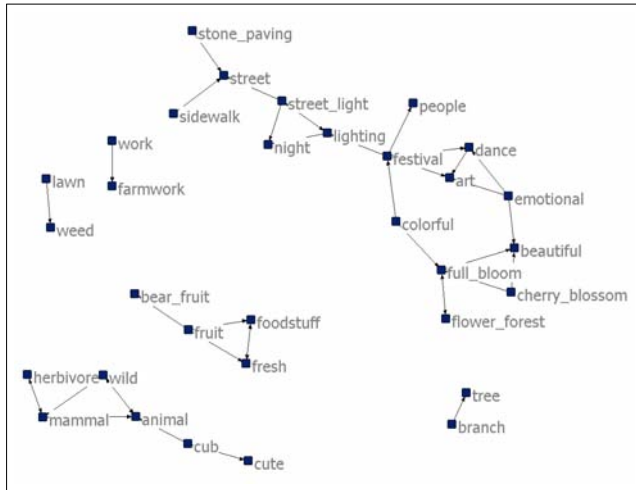 stone_paving
street
street_light
people
sidewalk
lighting
work
night
festival
dance
lawn
art
farmwork
emotional
colorful
weed
beautiful
full_bloom
bear_fruit
cherry_blossom
foodstuff
flower_forest
fruit
fresh
herbivore
wild
tree
mammal
animal
branch
cub
cute